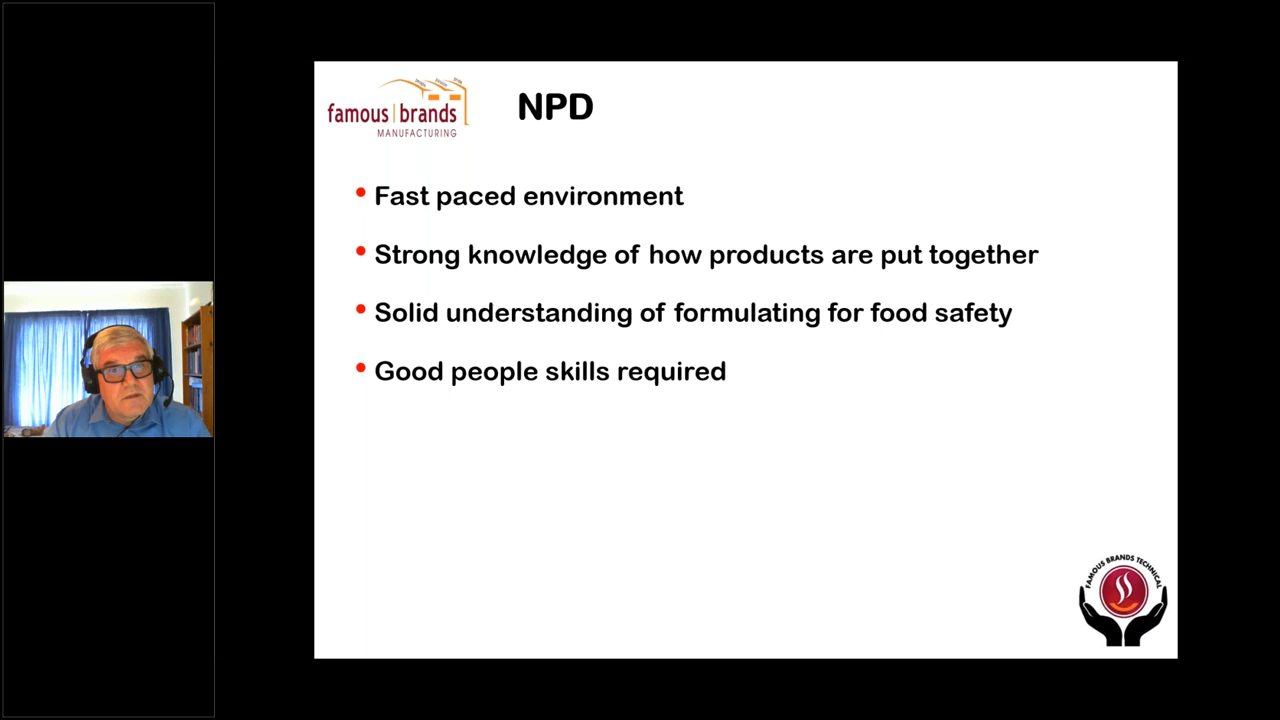 famous|brands
MANUFACTURING
NPD
• Fast paced environment
• Strong knowledge of how products are put together
• Solid understanding of formulating for food safety
• Good people skills required
FAMOUS BRANDS TECHNICAL